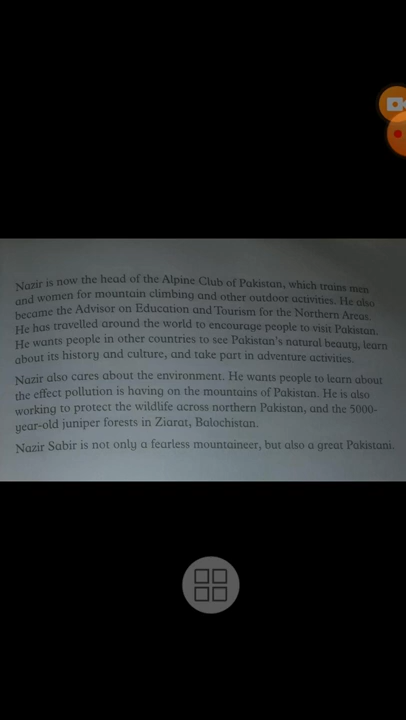 Nazir is now the head of the Alpine Club of Pakistan, which trains men
and women for mountain climbing and other outdoor activities. He also
became the Advisor on Education and Tourism for the Northern Areas.
He has travelled around the world to encourage people to visit Pakistan.
He wants people in other countries to see Pakistan's natural beauty, learn
about its history and culture, and take part in adventure activities.
Nazir also cares about the environment. He wants people to learn about
the effect pollution is having on the mountains of Pakistan. He is also
working to protect the wildlife across northern Pakistan, and the 5000-
year-old juniper forests in Ziarat, Balochistan.
Nazir Sabir is not only a fearless mountaineer, but also a great Pakistani.